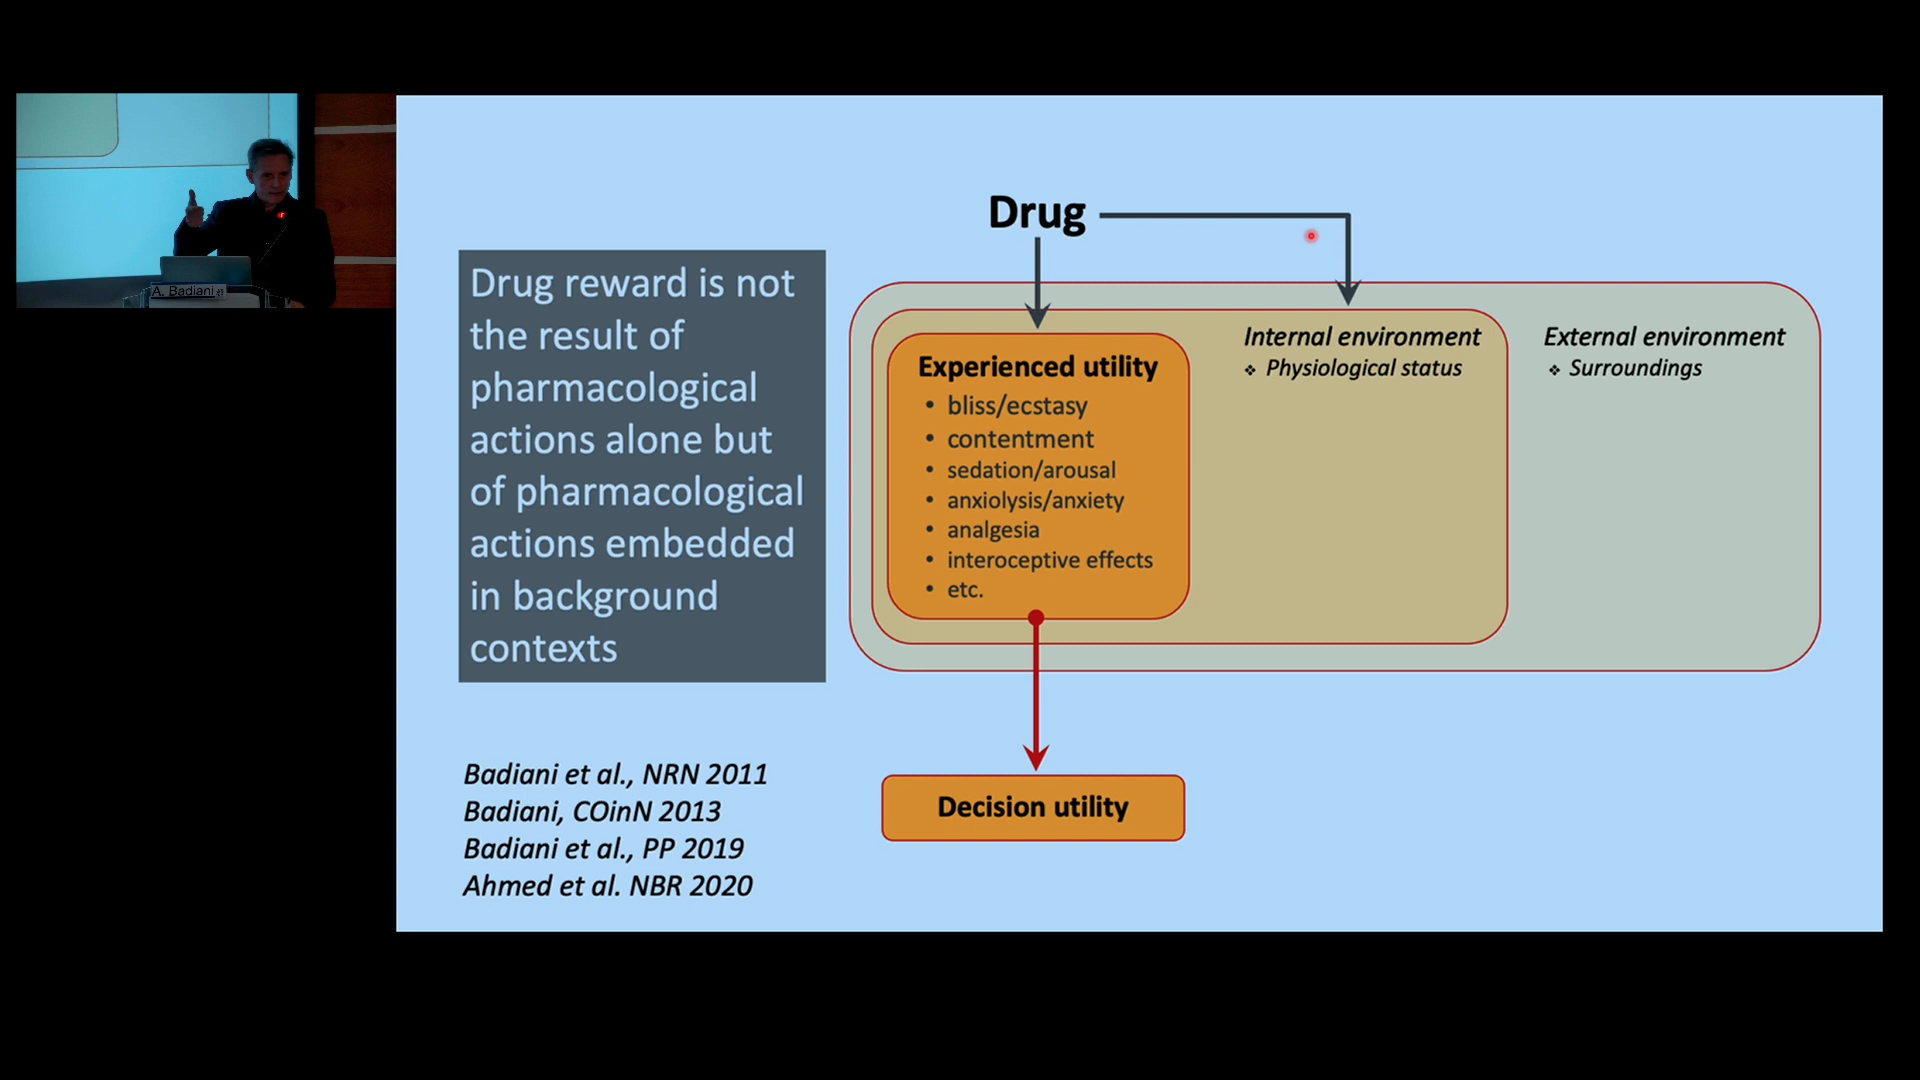 A. Badiani
Drug
Drug reward is not
the result of
pharmacological
actions alone but
of pharmacological
actions embedded
in background
contexts
Experienced utility
• bliss/ecstasy
• contentment
• sedation/arousal
• anxiolysis/anxiety
• analgesia
• interoceptive effects
• etc.
Internal environment
❖ Physiological status
External environment
❖ Surroundings
Decision utility
Badiani et al., NRN 2011
Badiani, COinN 2013
Badiani et al., PP 2019
Ahmed et al. NBR 2020